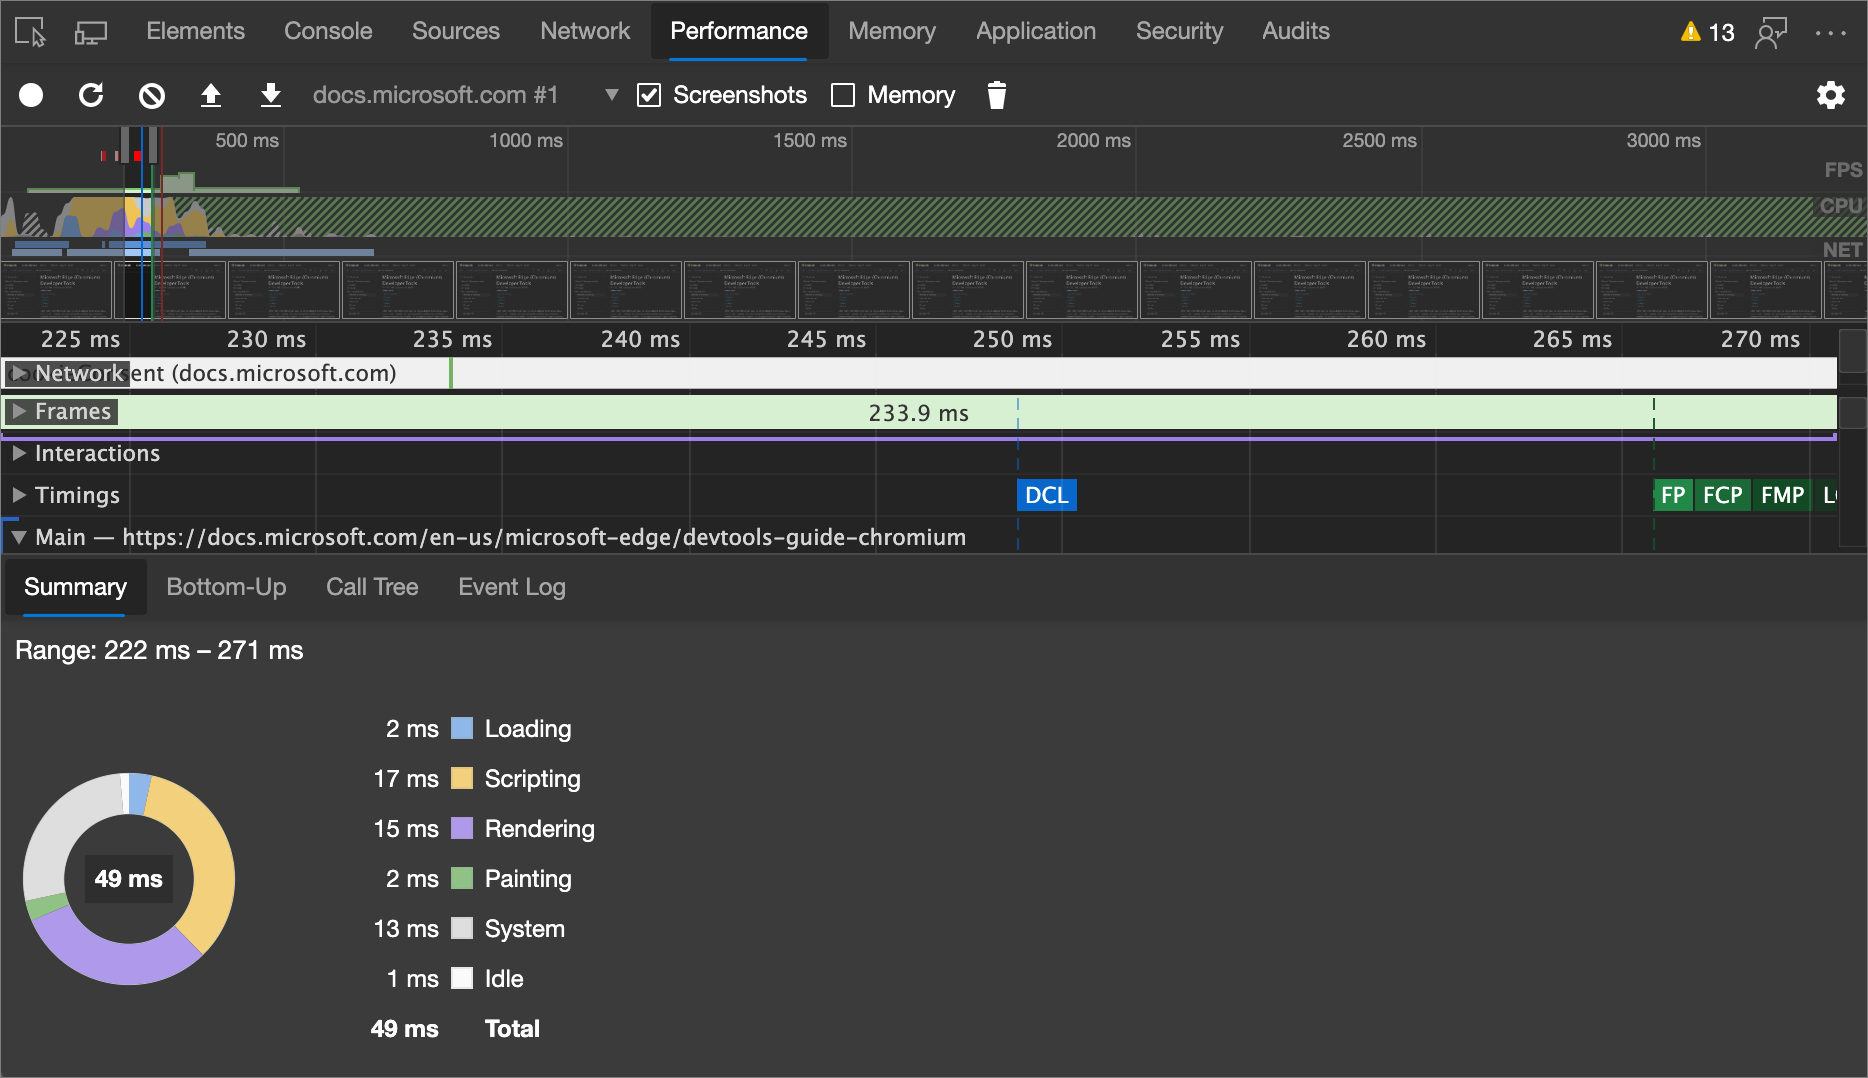 Elements Console Sources Network Performance Memory Application Security Audits 13
docs.microsoft.com #1 Screenshots Memory
500 ms 1000 ms 1500 ms 2000 ms 2500 ms 3000 ms
FPS
CPU
NET
225 ms 230 ms 235 ms 240 ms 245 ms 250 ms 255 ms 260 ms 265 ms 270 ms
Network ent (docs.microsoft.com)
Frames 233.9 ms
Interactions
Timings DCL FP FCP FMP
Main — https://docs.microsoft.com/en-us/microsoft-edge/devtools-guide-chromium
Summary Bottom-Up Call Tree Event Log
Range: 222 ms – 271 ms
2 ms Loading
17 ms Scripting
15 ms Rendering
49 ms
2 ms Painting
13 ms System
1 ms Idle
49 ms Total